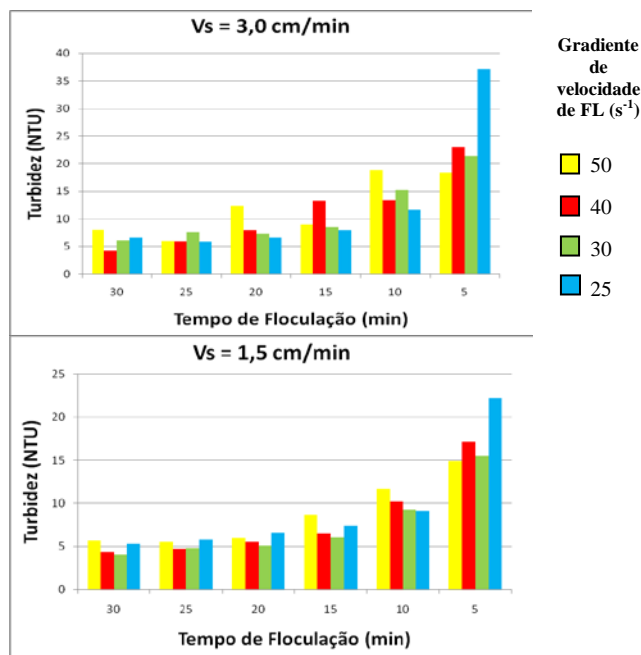 Vs = 3,0 cm/min
Turbidez (NTU)
40
35
30
25
20
15
10
5
0
30 25 20 15 10 5
Tempo de Floculação (min)
Gradiente
de
velocidade
de FL (s⁻¹)
50
40
30
25
Vs = 1,5 cm/min
Turbidez (NTU)
25
20
15
10
5
0
30 25 20 15 10 5
Tempo de Floculação (min)